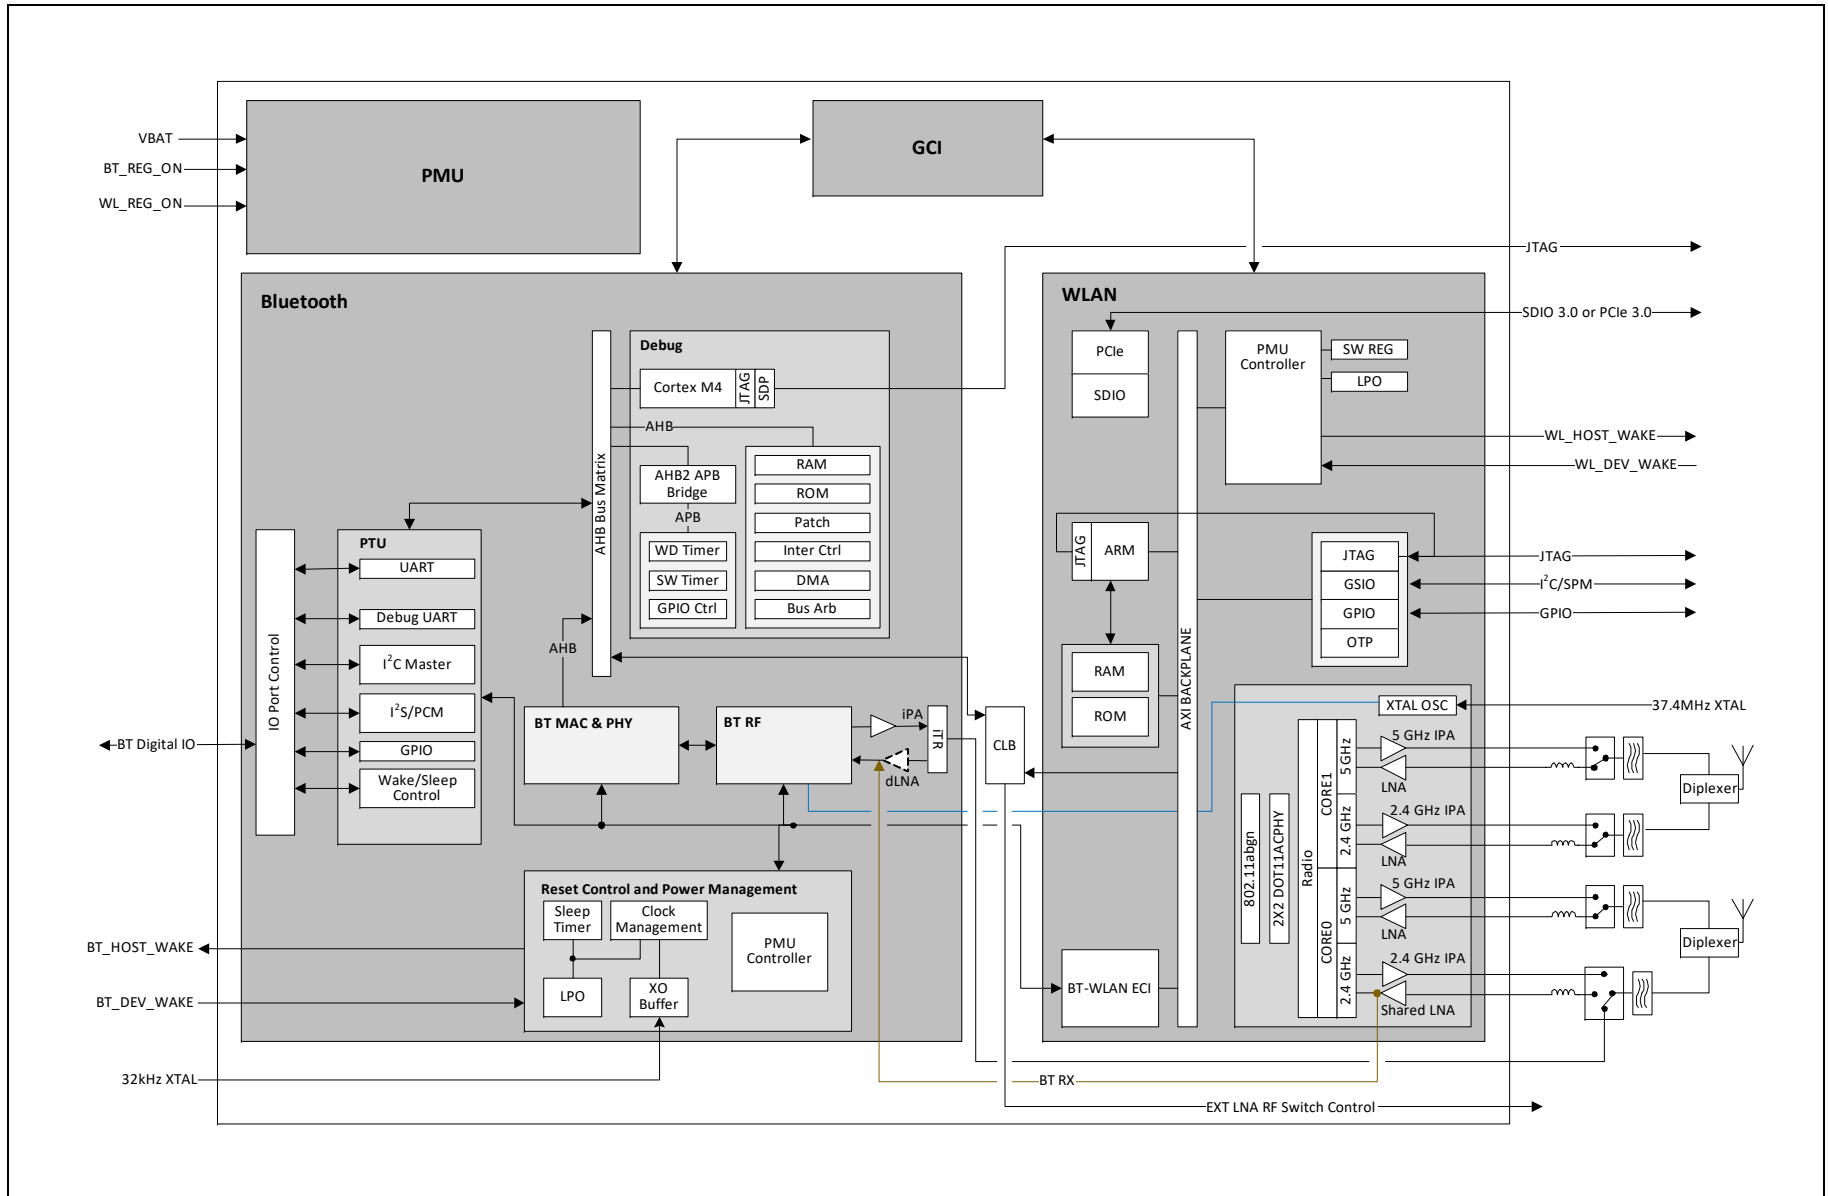 PMU
GCI
VBAT
BT_REG_ON
WL_REG_ON
JTAG
Bluetooth
WLAN
SDIO 3.0 or PCIe 3.0
Debug
Cortex M4
JTAG
SDP
AHB
AHB2 APB
Bridge
APB
WD Timer
SW Timer
GPIO Ctrl
RAM
ROM
Patch
Inter Ctrl
DMA
Bus Arb
AHB Bus Matrix
PTU
UART
Debug UART
I²C Master
I²S/PCM
GPIO
Wake/Sleep
Control
IO Port Control
BT Digital IO
AHB
BT MAC & PHY
BT RF
iPA
dLNA
iTR
CLB
Reset Control and Power Management
Sleep
Timer
Clock
Management
LPO
XO
Buffer
PMU
Controller
BT_HOST_WAKE
BT_DEV_WAKE
32kHz XTAL
PCIe
SDIO
PMU
Controller
SW REG
LPO
WL_HOST_WAKE
WL_DEV_WAKE
JTAG
ARM
RAM
ROM
AXI BACKPLANE
JTAG
GSIO
GPIO
OTP
JTAG
I²C/SPM
GPIO
XTAL OSC
37.4MHz XTAL
BT-WLAN ECI
802.11abgn
2X2 DOT11ACPHY
Radio
CORE1
CORE0
5 GHz
2.4 GHz
5 GHz
2.4 GHz
5 GHz IPA
LNA
2.4 GHz IPA
LNA
5 GHz IPA
LNA
2.4 GHz IPA
Shared LNA
Diplexer
Diplexer
BT RX
EXT LNA RF Switch Control